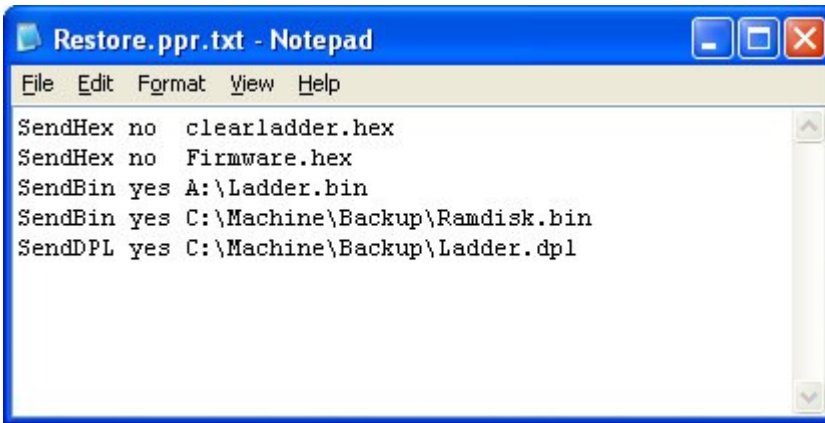 Restore.ppr.txt - Notepad
File Edit Format View Help
SendHex no  clearladder.hex
SendHex no  Firmware.hex
SendBin yes A:\Ladder.bin
SendBin yes C:\Machine\Backup\Ramdisk.bin
SendDPL yes C:\Machine\Backup\Ladder.dpl